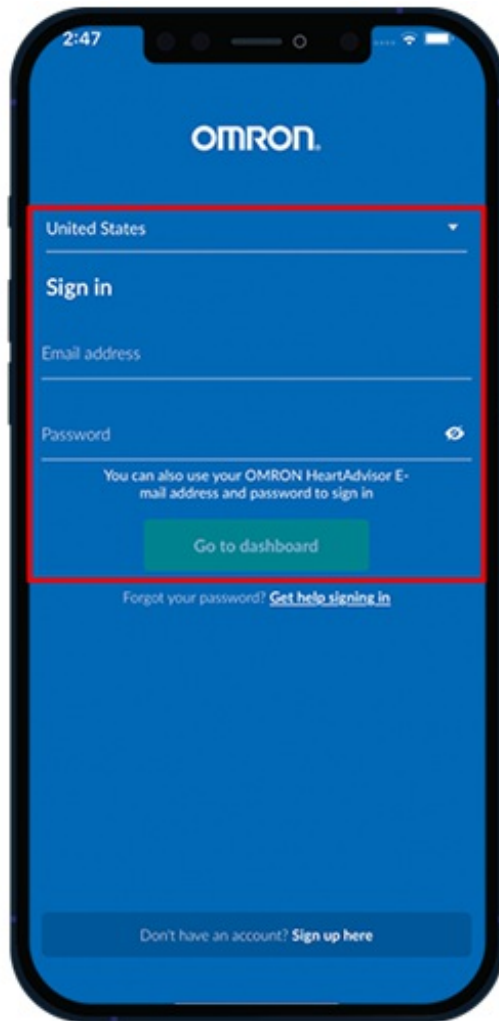 2:47
OMRON.
United States
Sign in
Email address
Password
You can also use your OMRON HeartAdvisor E-
mail address and password to sign in
Go to dashboard
Forgot your password? Get help signing in
Don't have an account? Sign up here